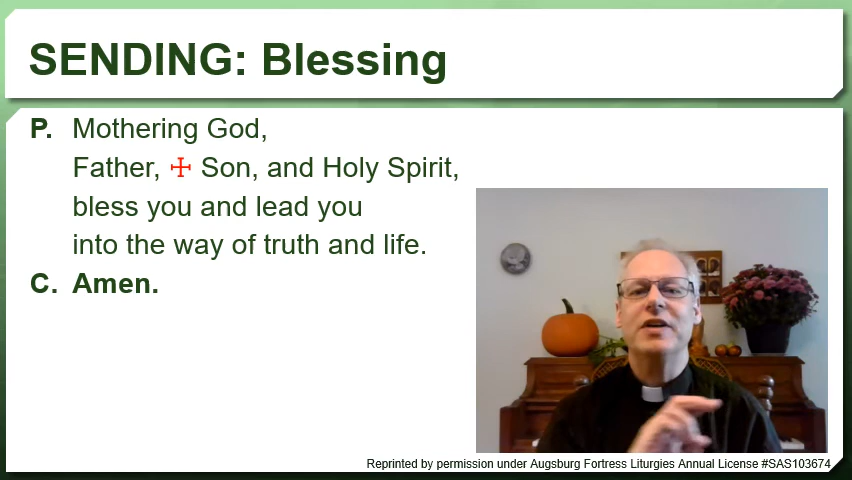 SENDING: Blessing
P. Mothering God,
Father, ☩ Son, and Holy Spirit,
bless you and lead you
into the way of truth and life.
C. Amen.
Reprinted by permission under Augsburg Fortress Liturgies Annual License #SAS103674